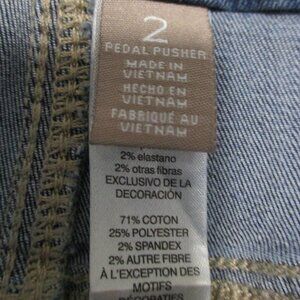 2
PEDAL PUSHER
MADE IN
VIETNAM
HECHO EN
VIETNAM
FABRIQUÉ AU
VIETNAM
2% elastano
2% otras fibras
EXCLUSIVO DE LA
DECORACIÓN
71% COTON
25% POLYESTER
2% SPANDEX
2% AUTRE FIBRE
À L'EXCEPTION DES
MOTIFS
DÉCORATIFS